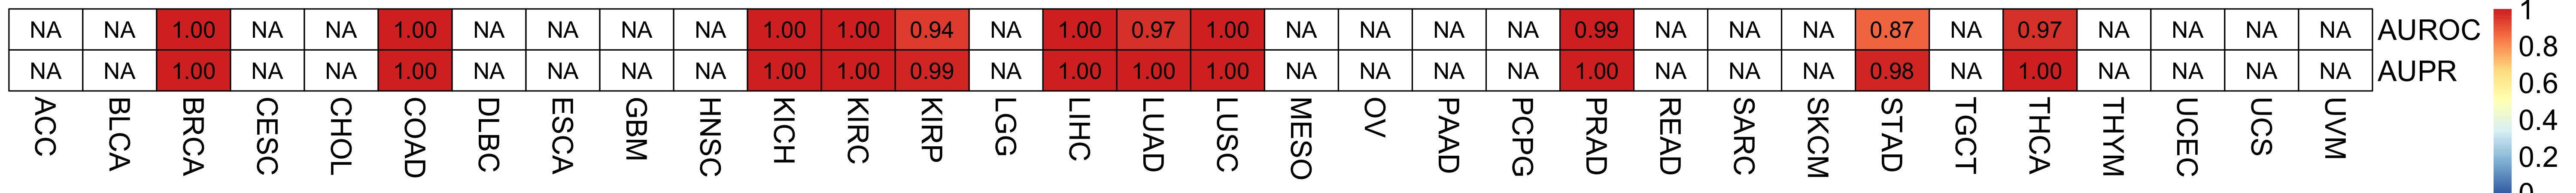 NA NA 1.00 NA NA 1.00 NA NA NA NA 1.00 1.00 0.94 NA 1.00 0.97 1.00 NA NA NA NA 0.99 NA NA NA 0.87 NA 0.97 NA NA NA NA AUROC
NA NA 1.00 NA NA 1.00 NA NA NA NA 1.00 1.00 0.99 NA 1.00 1.00 1.00 NA NA NA NA 1.00 NA NA NA 0.98 NA 1.00 NA NA NA NA AUPR
ACC
BLCA
BRCA
CESC
CHOL
COAD
DLBC
ESCA
GBM
HNSC
KICH
KIRC
KIRP
LGG
LIHC
LUAD
LUSC
MESO
OV
PAAD
PCPG
PRAD
READ
SARC
SKCM
STAD
TGCT
THCA
THYM
UCEC
UCS
UVM
1
0.8
0.6
0.4
0.2
0